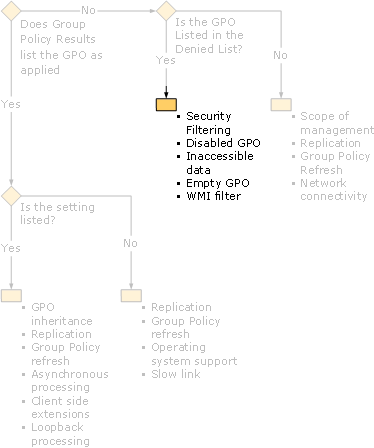 Does Group
Policy Results
list the GPO as
applied
No
Is the GPO
Listed in the
Denied List?
Yes
No
Yes
▪ Security
Filtering
▪ Disabled GPO
▪ Inaccessible
data
▪ Empty GPO
▪ WMI filter
▪ Scope of
management
▪ Replication
▪ Group Policy
Refresh
▪ Network
connectivity
Is the setting
listed?
Yes
No
▪ GPO
inheritance
▪ Replication
▪ Group Policy
refresh
▪ Asynchronous
processing
▪ Client side
extensions
▪ Loopback
processing
▪ Replication
▪ Group Policy
refresh
▪ Operating
system support
▪ Slow link